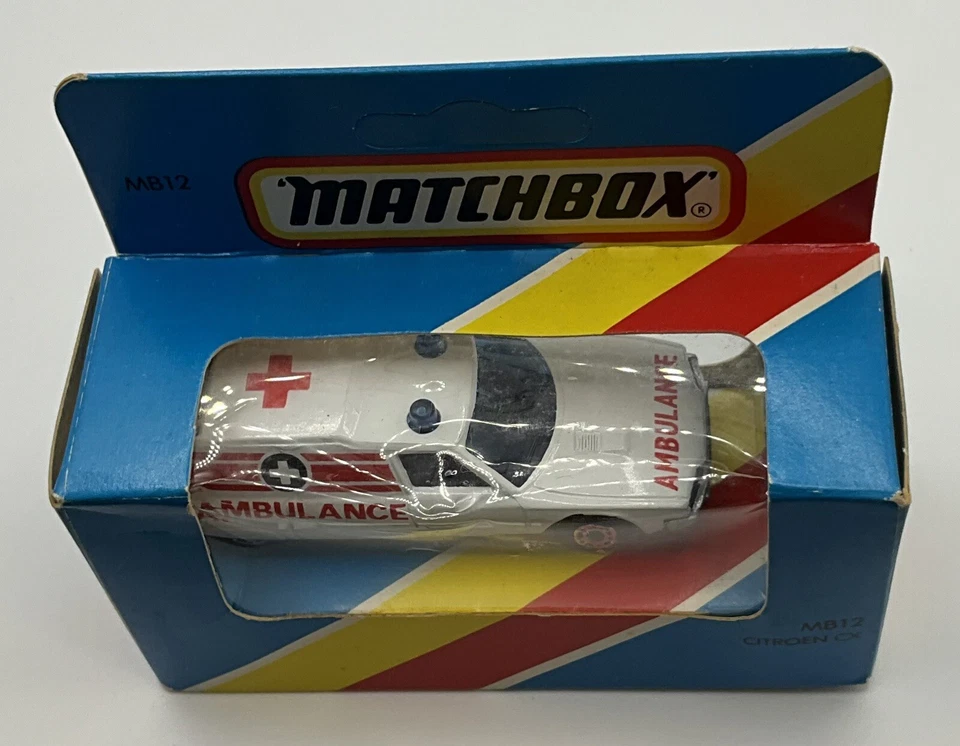 MB12
'MATCHBOX'
®
AMBULANCE
AMBULANCE
MB12
CITROEN CX